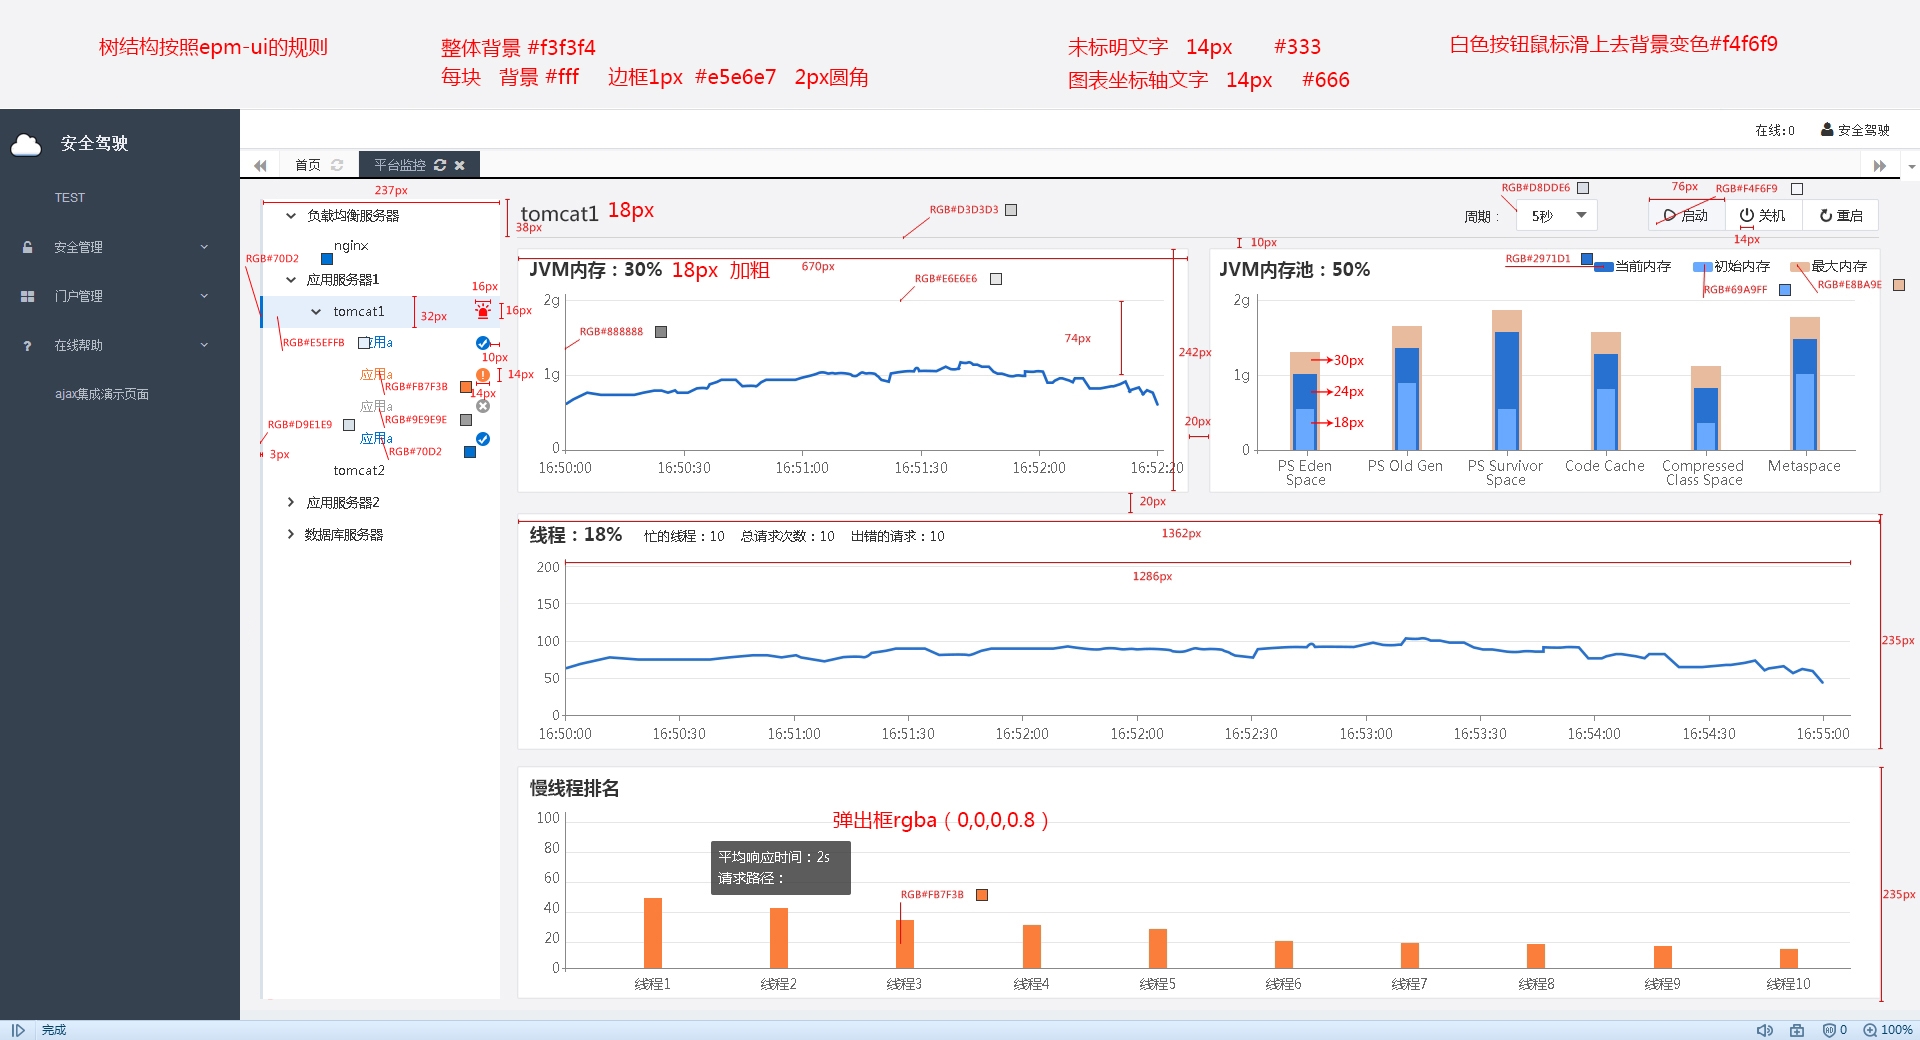 树结构按照epm-ui的规则
整体背景 #f3f3f4
每块 背景 #fff 边框1px #e5e6e7 2px圆角
未标明文字 14px #333
图表坐标轴文字 14px #666
白色按钮鼠标滑上去背景变色#f4f6f9
安全驾驶
TEST
安全管理
门户管理
在线帮助
ajax集成演示页面
在线:0 安全驾驶
首页 平台监控
237px
负载均衡服务器
nginx
RGB#70D2
应用服务器1
16px
tomcat1
32px
16px
RGB#E5EFFB
应用a
10px
应用a
RGB#FB7F3B
14px
14px
应用a
RGB#9E9E9E
RGB#D9E1E9
应用a
RGB#70D2
3px
tomcat2
应用服务器2
数据库服务器
tomcat1 18px
38px
RGB#D3D3D3
RGB#D8DDE6
76px
RGB#F4F6F9
周期：
5秒
启动
关机
重启
14px
10px
JVM内存：30% 18px 加粗
670px
RGB#E6E6E6
RGB#888888
74px
242px
20px
2g
1g
0
16:50:00 16:50:30 16:51:00 16:51:30 16:52:00 16:52:20
20px
JVM内存池：50%
RGB#2971D1
当前内存 初始内存 最大内存
RGB#69A9FF
RGB#E8BA9E
2g
1g
0
30px
24px
18px
PS Eden Space
PS Old Gen
PS Survivor Space
Code Cache
Compressed Class Space
Metaspace
线程：18% 忙的线程：10 总请求次数：10 出错的请求：10
1362px
1286px
235px
200
150
100
50
0
16:50:00 16:50:30 16:51:00 16:51:30 16:52:00 16:52:00 16:52:30 16:53:00 16:53:30 16:54:00 16:54:30 16:55:00
慢线程排名
弹出框rgba（0,0,0,0.8）
平均响应时间：2s
请求路径：
RGB#FB7F3B
235px
100
80
60
40
20
0
线程1 线程2 线程3 线程4 线程5 线程6 线程7 线程8 线程9 线程10
完成
0
100%